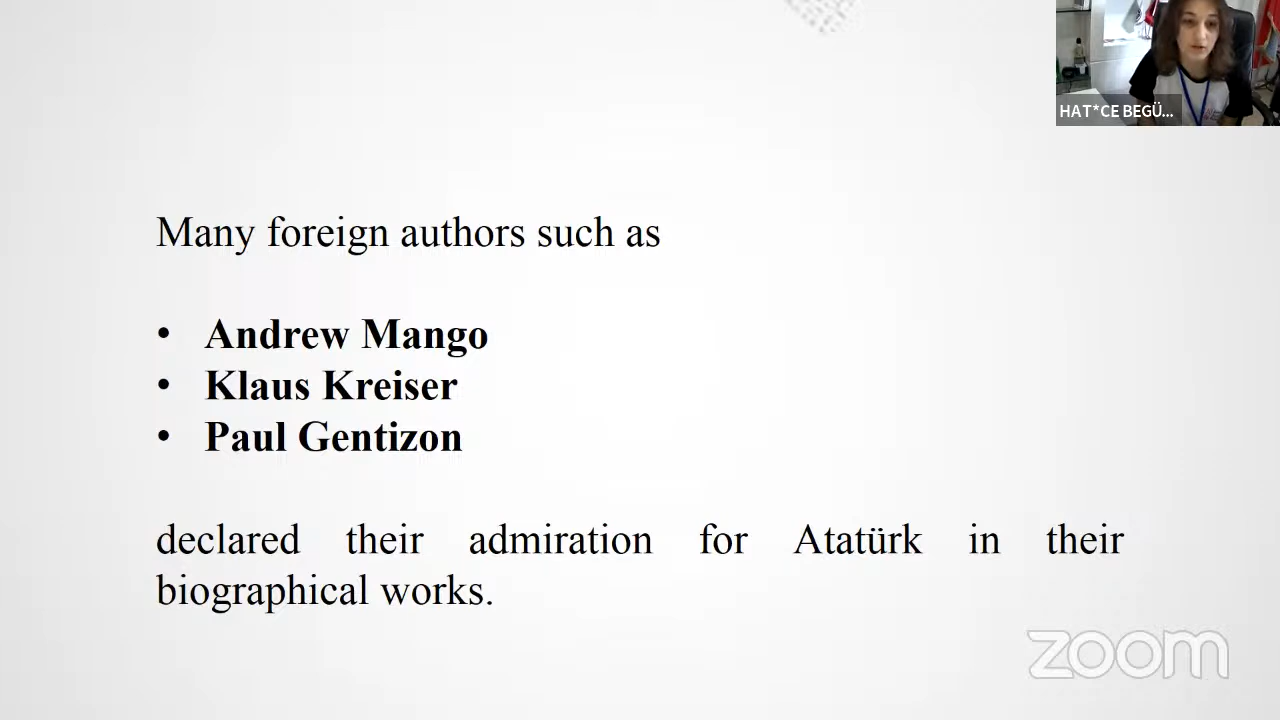 HAT*CE BEGÜ...
Many foreign authors such as
• Andrew Mango
• Klaus Kreiser
• Paul Gentizon
declared their admiration for Atatürk in their
biographical works.
zoom